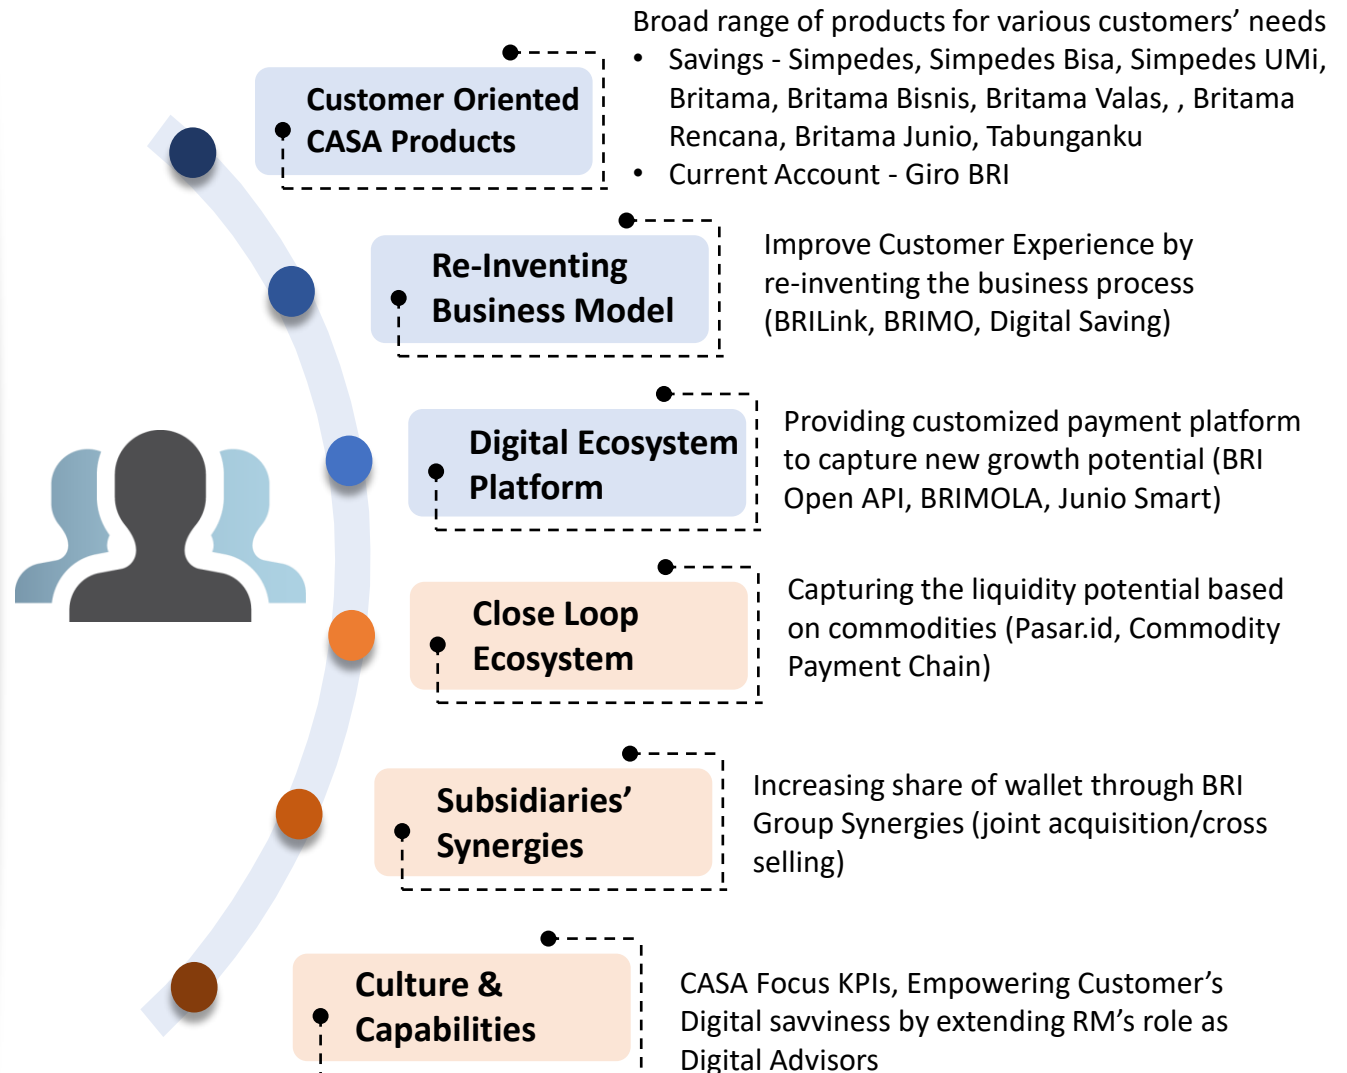 Broad range of products for various customers’ needs
Customer Oriented
CASA Products
• Savings - Simpedes, Simpedes Bisa, Simpedes UMi,
Britama, Britama Bisnis, Britama Valas, , Britama
Rencana, Britama Junio, Tabunganku
• Current Account - Giro BRI
Re-Inventing
Business Model
Improve Customer Experience by
re-inventing the business process
(BRILink, BRIMO, Digital Saving)
Digital Ecosystem
Platform
Providing customized payment platform
to capture new growth potential (BRI
Open API, BRIMOLA, Junio Smart)
Close Loop
Ecosystem
Capturing the liquidity potential based
on commodities (Pasar.id, Commodity
Payment Chain)
Subsidiaries’
Synergies
Increasing share of wallet through BRI
Group Synergies (joint acquisition/cross
selling)
Culture &
Capabilities
CASA Focus KPIs, Empowering Customer’s
Digital savviness by extending RM’s role as
Digital Advisors